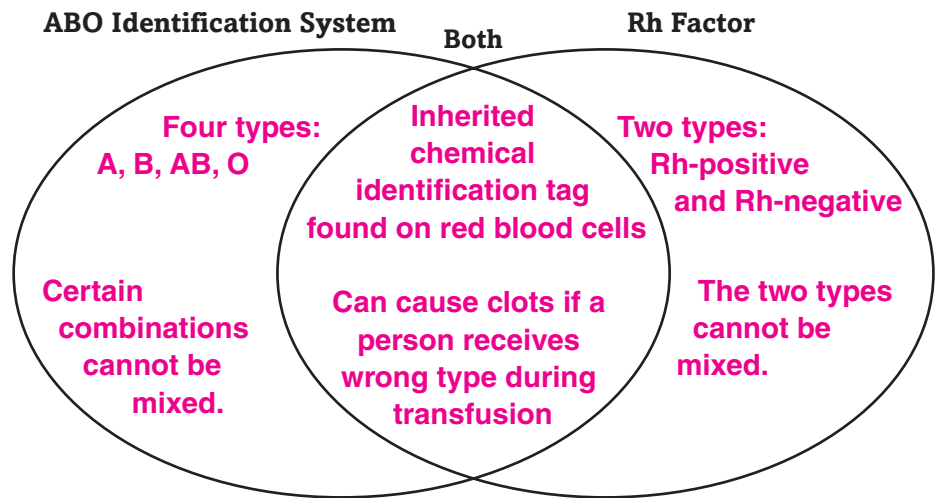 ABO Identification System
Both
Rh Factor
Four types:
A, B, AB, O
Certain
combinations
cannot be
mixed.
Inherited
chemical
identification tag
found on red blood cells
Can cause clots if a
person receives
wrong type during
transfusion
Two types:
Rh-positive
and Rh-negative
The two types
cannot be
mixed.